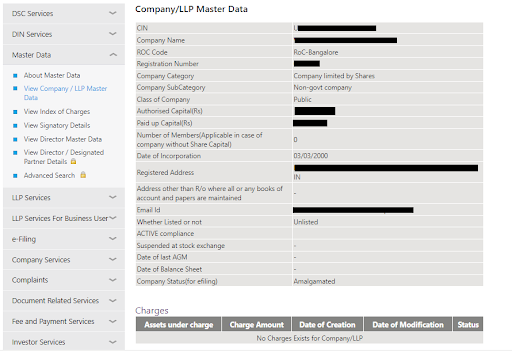 DSC Services
DIN Services
Master Data
About Master Data
View Company / LLP Master
Data
View Index of Charges
View Signatory Details
View Director Master Data
View Director / Designated
Partner Details
Advanced Search
LLP Services
LLP Services For Business User
e-Filing
Company Services
Complaints
Document Related Services
Fee and Payment Services
Investor Services
Company/LLP Master Data
CIN
Company Name
ROC Code RoC-Bangalore
Registration Number
Company Category Company limited by Shares
Company SubCategory Non-govt company
Class of Company Public
Authorised Capital(Rs)
Paid up Capital(Rs)
Number of Members(Applicable in case of
company without Share Capital) 0
Date of Incorporation 03/03/2000
Registered Address
IN
Address other than R/o where all or any books of
account and papers are maintained -
Email Id
Whether Listed or not Unlisted
ACTIVE compliance
Suspended at stock exchange -
Date of last AGM -
Date of Balance Sheet -
Company Status(for efiling) Amalgamated
Charges
Assets under charge Charge Amount Date of Creation Date of Modification Status
No Charges Exists for Company/LLP